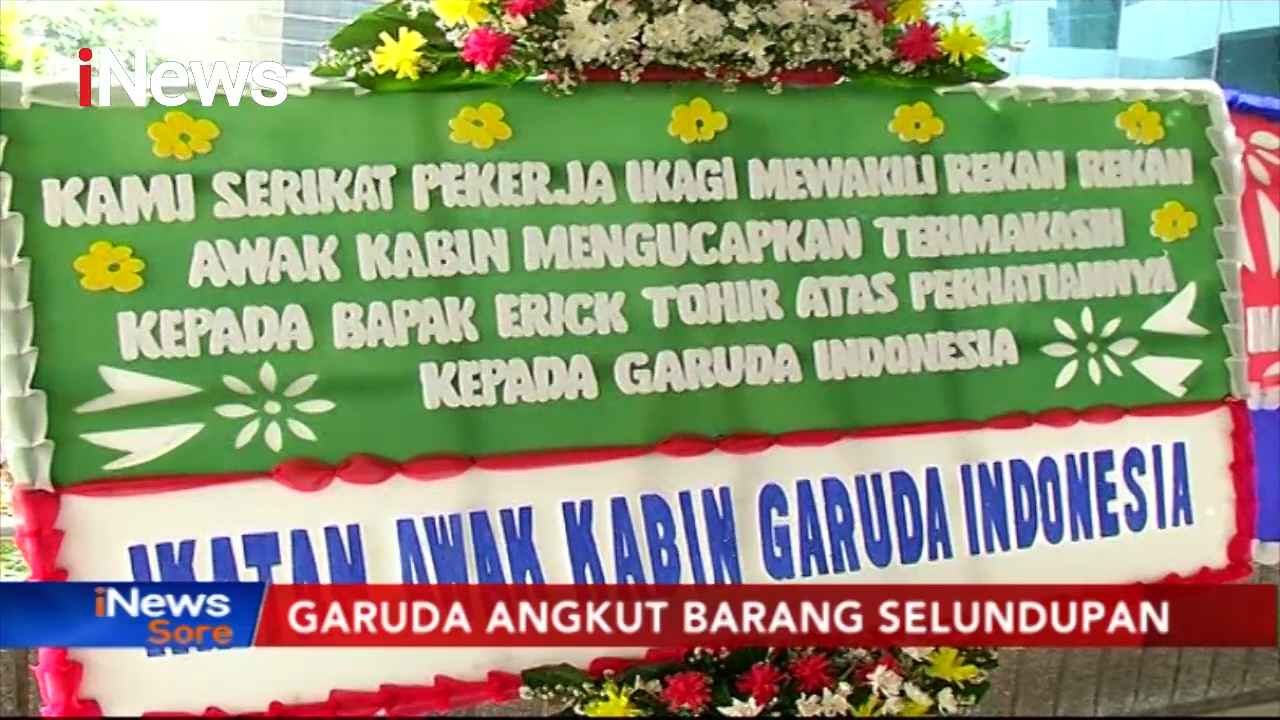 iNews
KAMI SERIKAT PEKERJA IKAGI MEWAKILI REKAN REKAN
AWAK KABIN MENGUCAPKAN TERIMAKASIH
KEPADA BAPAK ERICK TOHIR ATAS PERHATIANNYA
KEPADA GARUDA INDONESIA
IKATAN AWAK KABIN GARUDA INDONESIA
iNews
Sore
GARUDA ANGKUT BARANG SELUNDUPAN